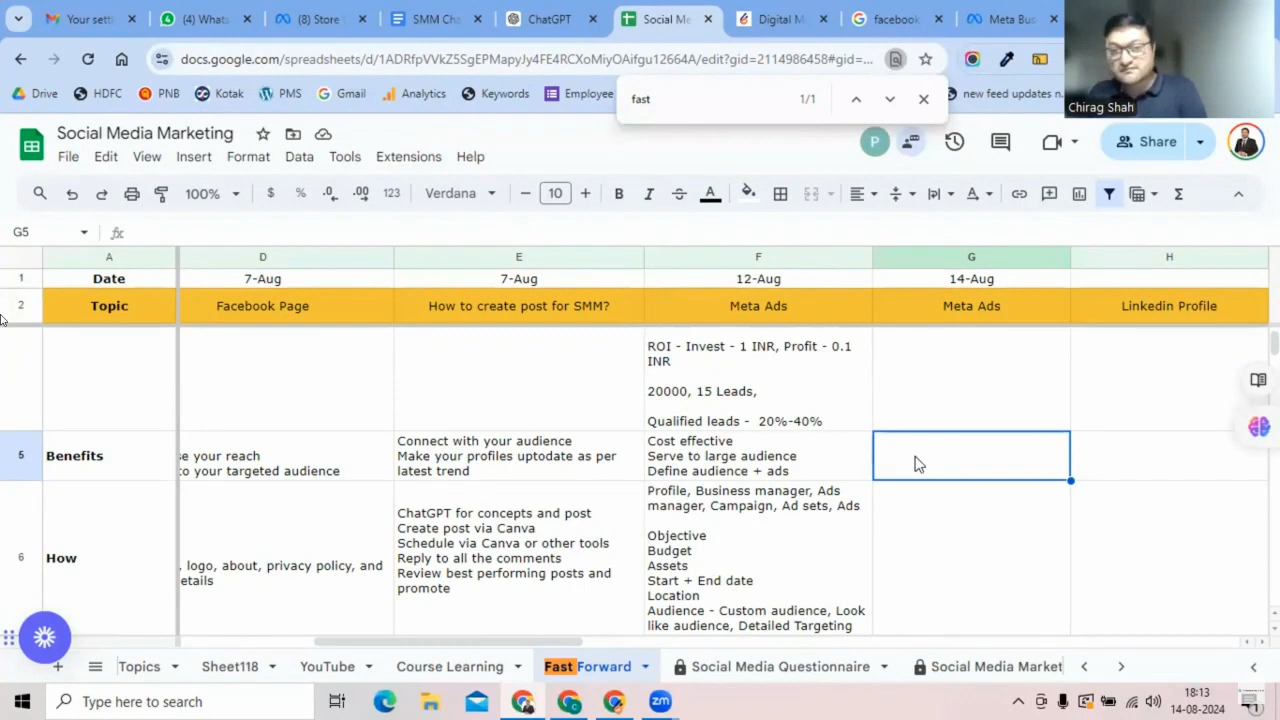 Your sett
(4) Whats
(8) Store
SMM Cha
ChatGPT
Social Me
Digital M
facebook
Meta Bus
docs.google.com/spreadsheets/d/1ADRfpVVkZ5SgEPMapyJy4FE4RCXoMiyOAifgu12664A/edit?gid=2114986458#gid=...
Drive
HDFC
PNB
Kotak
PMS
Gmail
Analytics
Keywords
Employee
new feed updates n
fast
1/1
Chirag Shah
Social Media Marketing
File Edit View Insert Format Data Tools Extensions Help
P
Share
100%
$ % .0 .00 123
Verdana
10
B I A
G5
fx
A D E F G H
1 Date 7-Aug 7-Aug 12-Aug 14-Aug
2 Topic Facebook Page How to create post for SMM? Meta Ads Meta Ads Linkedin Profile
ROI - Invest - 1 INR, Profit - 0.1
INR
20000, 15 Leads,
Qualified leads - 20%-40%
5 Benefits
e your reach
to your targeted audience
Connect with your audience
Make your profiles uptodate as per
latest trend
Cost effective
Serve to large audience
Define audience + ads
6 How
, logo, about, privacy policy, and
etails
ChatGPT for concepts and post
Create post via Canva
Schedule via Canva or other tools
Reply to all the comments
Review best performing posts and
promote
Profile, Business manager, Ads
manager, Campaign, Ad sets, Ads
Objective
Budget
Assets
Start + End date
Location
Audience - Custom audience, Look
like audience, Detailed Targeting
Topics
Sheet118
YouTube
Course Learning
Fast Forward
Social Media Questionnaire
Social Media Market
Type here to search
zm
18:13
14-08-2024